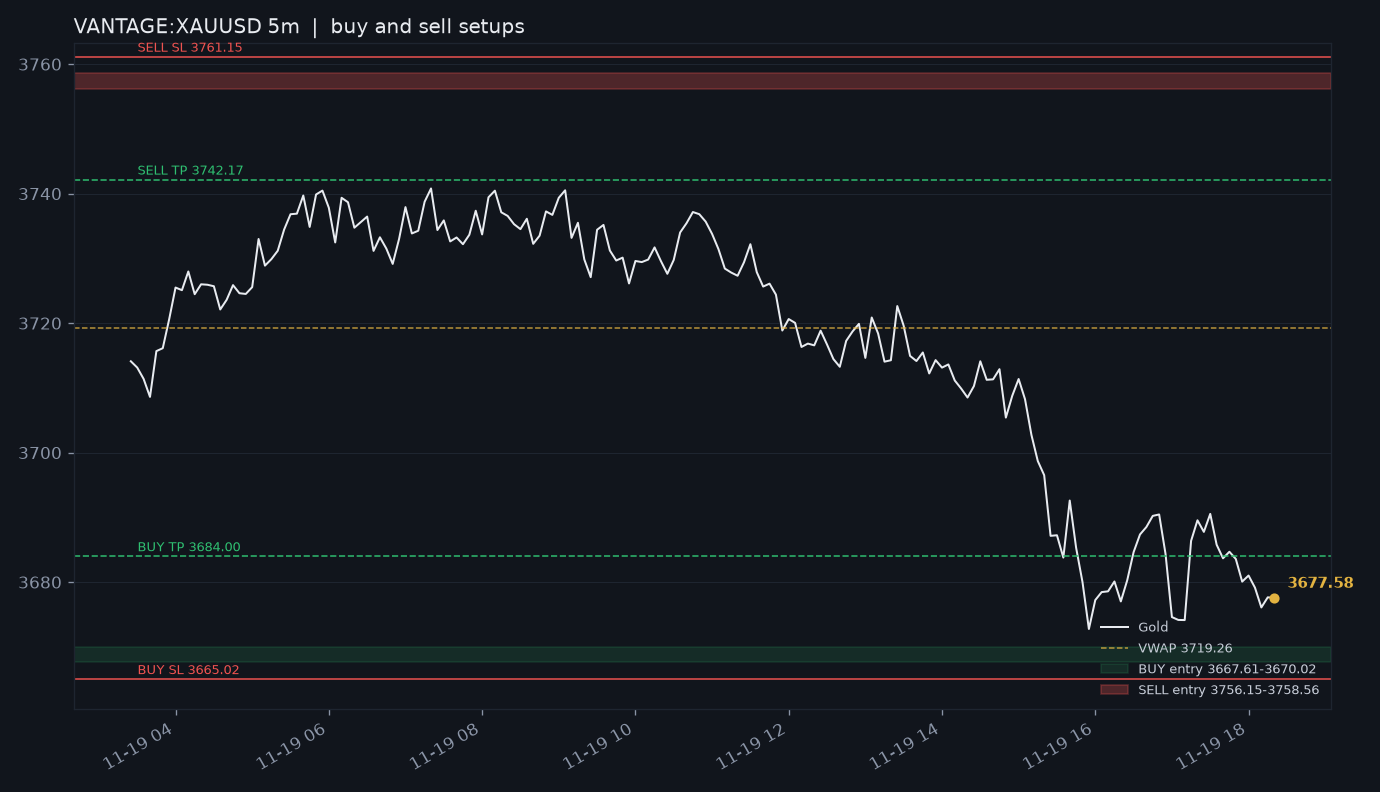 VANTAGE:XAUUSD 5m | buy and sell setups
SELL SL 3761.15
3760
SELL TP 3742.17
3740
3720
3700
BUY TP 3684.00
3680
3677.58
Gold
VWAP 3719.26
BUY SL 3665.02
BUY entry 3667.61-3670.02
SELL entry 3756.15-3758.56
11-19 04
11-19 06
11-19 08
11-19 10
11-19 12
11-19 14
11-19 16
11-19 18